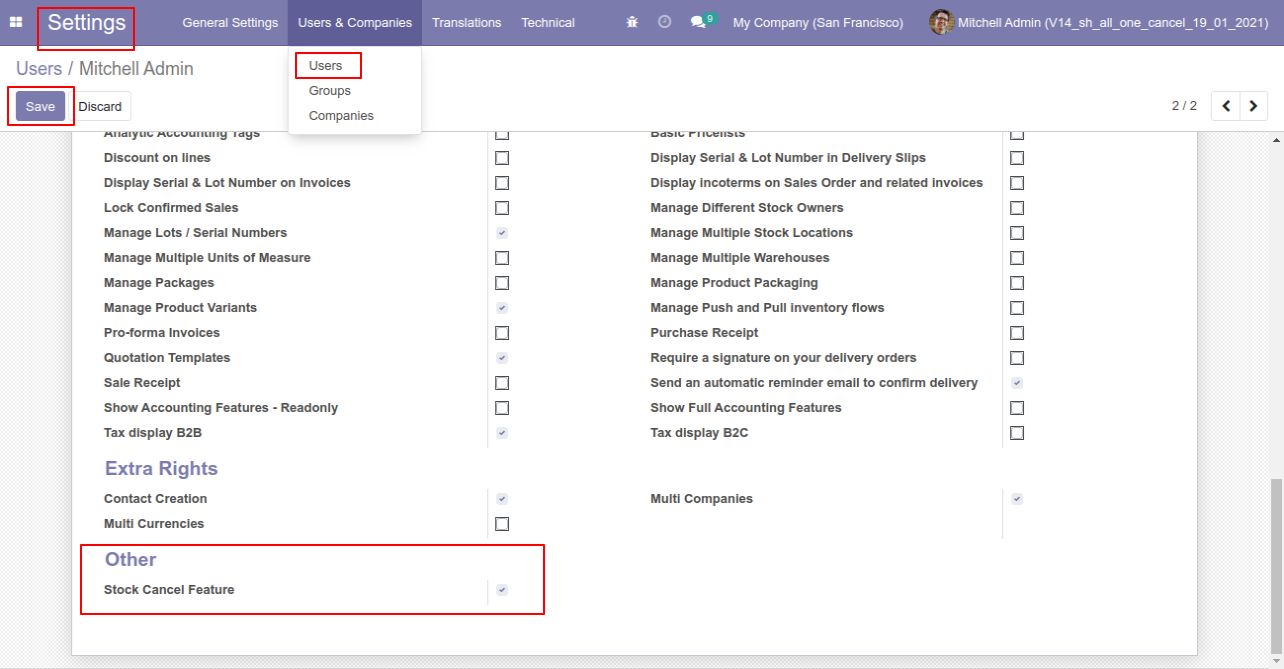 Settings General Settings Users & Companies Translations Technical 9 My Company (San Francisco) Mitchell Admin (V14_sh_all_one_cancel_19_01_2021)
Users / Mitchell Admin
Users
Groups
Companies
Save Discard
2 / 2
Analytic Accounting Tags Basic Pricelists
Discount on lines Display Serial & Lot Number in Delivery Slips
Display Serial & Lot Number on Invoices Display incoterms on Sales Order and related invoices
Lock Confirmed Sales Manage Different Stock Owners
Manage Lots / Serial Numbers Manage Multiple Stock Locations
Manage Multiple Units of Measure Manage Multiple Warehouses
Manage Packages Manage Product Packaging
Manage Product Variants Manage Push and Pull inventory flows
Pro-forma Invoices Purchase Receipt
Quotation Templates Require a signature on your delivery orders
Sale Receipt Send an automatic reminder email to confirm delivery
Show Accounting Features - Readonly Show Full Accounting Features
Tax display B2B Tax display B2C
Extra Rights
Contact Creation Multi Companies
Multi Currencies
Other
Stock Cancel Feature